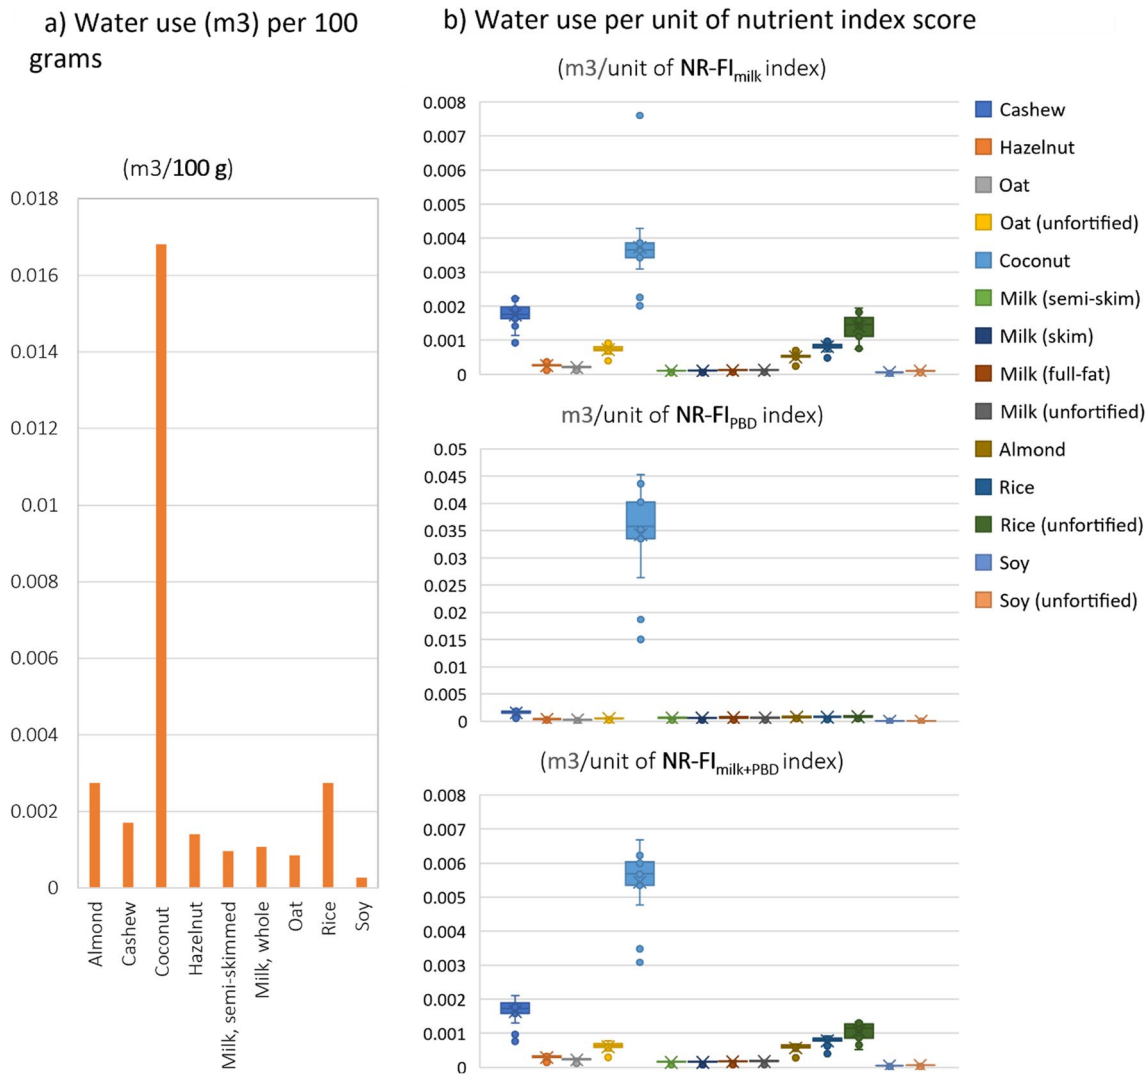 a) Water use (m3) per 100
grams
(m3/100 g)
0.018
0.016
0.014
0.012
0.01
0.008
0.006
0.004
0.002
0
Almond
Cashew
Coconut
Hazelnut
Milk, semi-skimmed
Milk, whole
Oat
Rice
Soy
b) Water use per unit of nutrient index score
(m3/unit of NR-FImilk index)
0.008
0.007
0.006
0.005
0.004
0.003
0.002
0.001
0
m3/unit of NR-FIPBD index)
0.05
0.045
0.04
0.035
0.03
0.025
0.02
0.015
0.01
0.005
0
(m3/unit of NR-FImilk+PBD index)
0.008
0.007
0.006
0.005
0.004
0.003
0.002
0.001
0
Cashew
Hazelnut
Oat
Oat (unfortified)
Coconut
Milk (semi-skim)
Milk (skim)
Milk (full-fat)
Milk (unfortified)
Almond
Rice
Rice (unfortified)
Soy
Soy (unfortified)